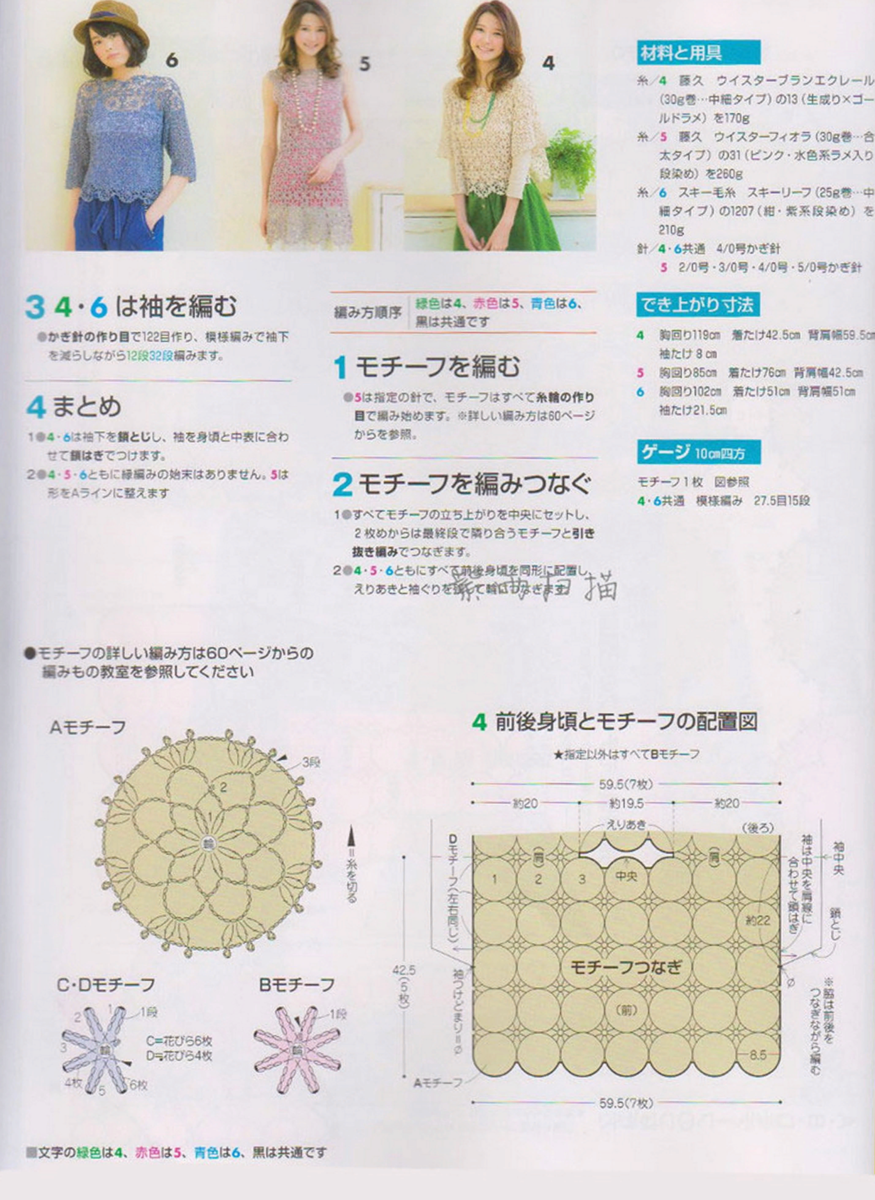 6
5
4
材料と用具
糸／4　藤久　ウイスターブランエクレール
(30g巻…中細タイプ)の13(生成り×ゴー
ルドラメ)を170g
糸／5　藤久　ウイスターフィオラ(30g巻…合
太タイプ)の31(ピンク・水色系ラメ入り
段染め)を260g
糸／6　スキー毛糸　スキーリーフ(25g巻…中
細タイプ)の1207(紺・紫系段染め)を
210g
針／4・6共通　4/0号かぎ針
5　2/0号・3/0号・4/0号・5/0号かぎ針
でき上がり寸法
4　胸回り119cm　着たけ42.5cm　背肩幅59.5cm
袖たけ8cm
5　胸回り85cm　着たけ76cm　背肩幅42.5cm
6　胸回り102cm　着たけ51cm　背肩幅51cm
袖たけ21.5cm
ゲージ 10cm四方
モチーフ1枚　図参照
4・6共通　模様編み　27.5目15段
3 4・6は袖を編む
●かぎ針の作り目で122目作り、模様編みで袖下
を減らしながら12段32段編みます。
4 まとめ
1●4・6は袖下を鎖とじし、袖を身頃と中表に合わ
せて鎖はぎでつけます。
2●4・5・6ともに縁編みの始末はありません。5は
形をAラインに整えます
編み方順序
緑色は4、赤色は5、青色は6、
黒は共通です
1 モチーフを編む
●5は指定の針で、モチーフはすべて糸輪の作り
目で編み始めます。※詳しい編み方は60ページ
からを参照。
2 モチーフを編みつなぐ
1●すべてモチーフの立ち上がりを中央にセットし、
2枚めからは最終段で隣り合うモチーフと引き
抜き編みでつなぎます。
2●4・5・6ともにすべて前後身頃を同形に配置し、
えりあきと袖ぐりを残して輪につなぎます。
紫雨扫描
●モチーフの詳しい編み方は60ページからの
編みもの教室を参照してください
Aモチーフ
3段
2
輪
=糸を切る
C・Dモチーフ
1
1段
2
3
4枚
5
6枚
輪
C=花びら6枚
D=花びら4枚
Bモチーフ
1段
輪
4 前後身頃とモチーフの配置図
★指定以外はすべてBモチーフ
59.5(7枚)
約20
約19.5
約20
えりあき
(後ろ)
(肩)
(肩)
中央
1
2
3
Dモチーフ(左右同じ)
袖は中央を肩線に
合わせて鎖はぎ
袖中央
鎖とじ
約22
モチーフつなぎ
42.5
(5枚)
袖つけどまり
(前)
※脇は前後を
つなぎながら編む
8.5
Aモチーフ
59.5(7枚)
■文字の緑色は4、赤色は5、青色は6、黒は共通です